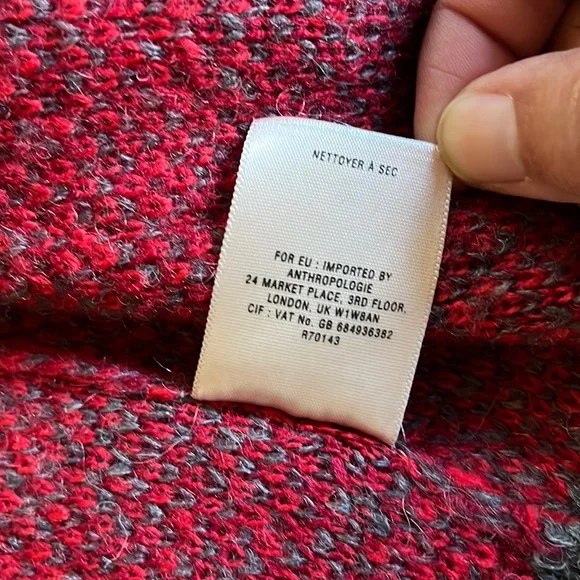 NETTOYER À SEC
FOR EU : IMPORTED BY
ANTHROPOLOGIE
24 MARKET PLACE, 3RD FLOOR,
LONDON, UK W1W8AN
CIF : VAT No. GB 684936382
R70143